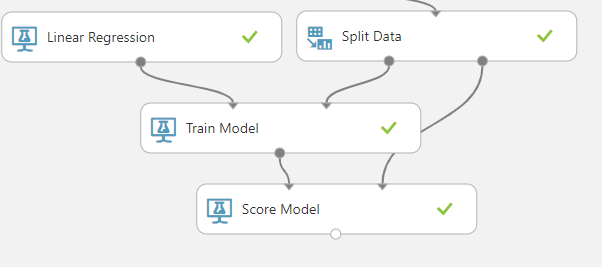 Linear Regression
Split Data
Train Model
Score Model